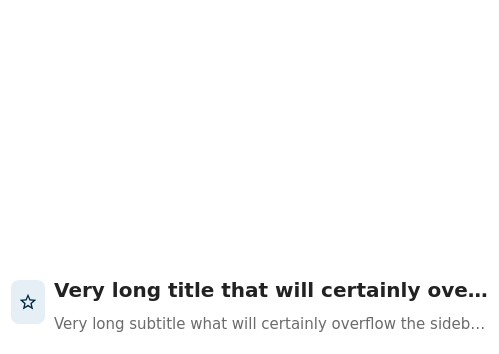 Very long title that will certainly ove…
Very long subtitle what will certainly overflow the sideb…